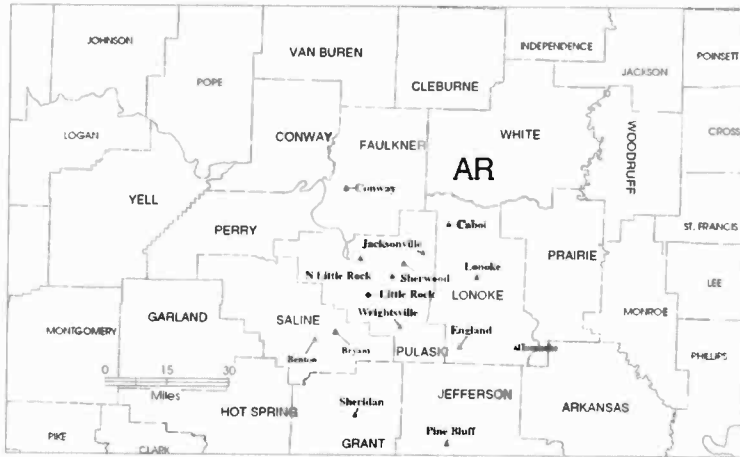 JOHNSON
VAN BUREN
INDEPENDENCE
POINSETT
POPE
CLEBURNE
JACKSON
LOGAN
CONWAY
FAULKNER
WHITE
WOODRUFF
CROSS
AR
YELL
Conway
PERRY
Cabot
ST. FRANCIS
Jacksonville
PRAIRIE
N Little Rock
Sherwood
Lonoke
LEE
Little Rock
LONOKE
MONROE
GARLAND
SALINE
Wrightsville
MONTGOMERY
England
Benton
Bryant
PULASKI
PHILLIPS
0 15 30
Miles
JEFFERSON
HOT SPRING
Sheridan
ARKANSAS
PIKE
CLARK
GRANT
Pine Bluff